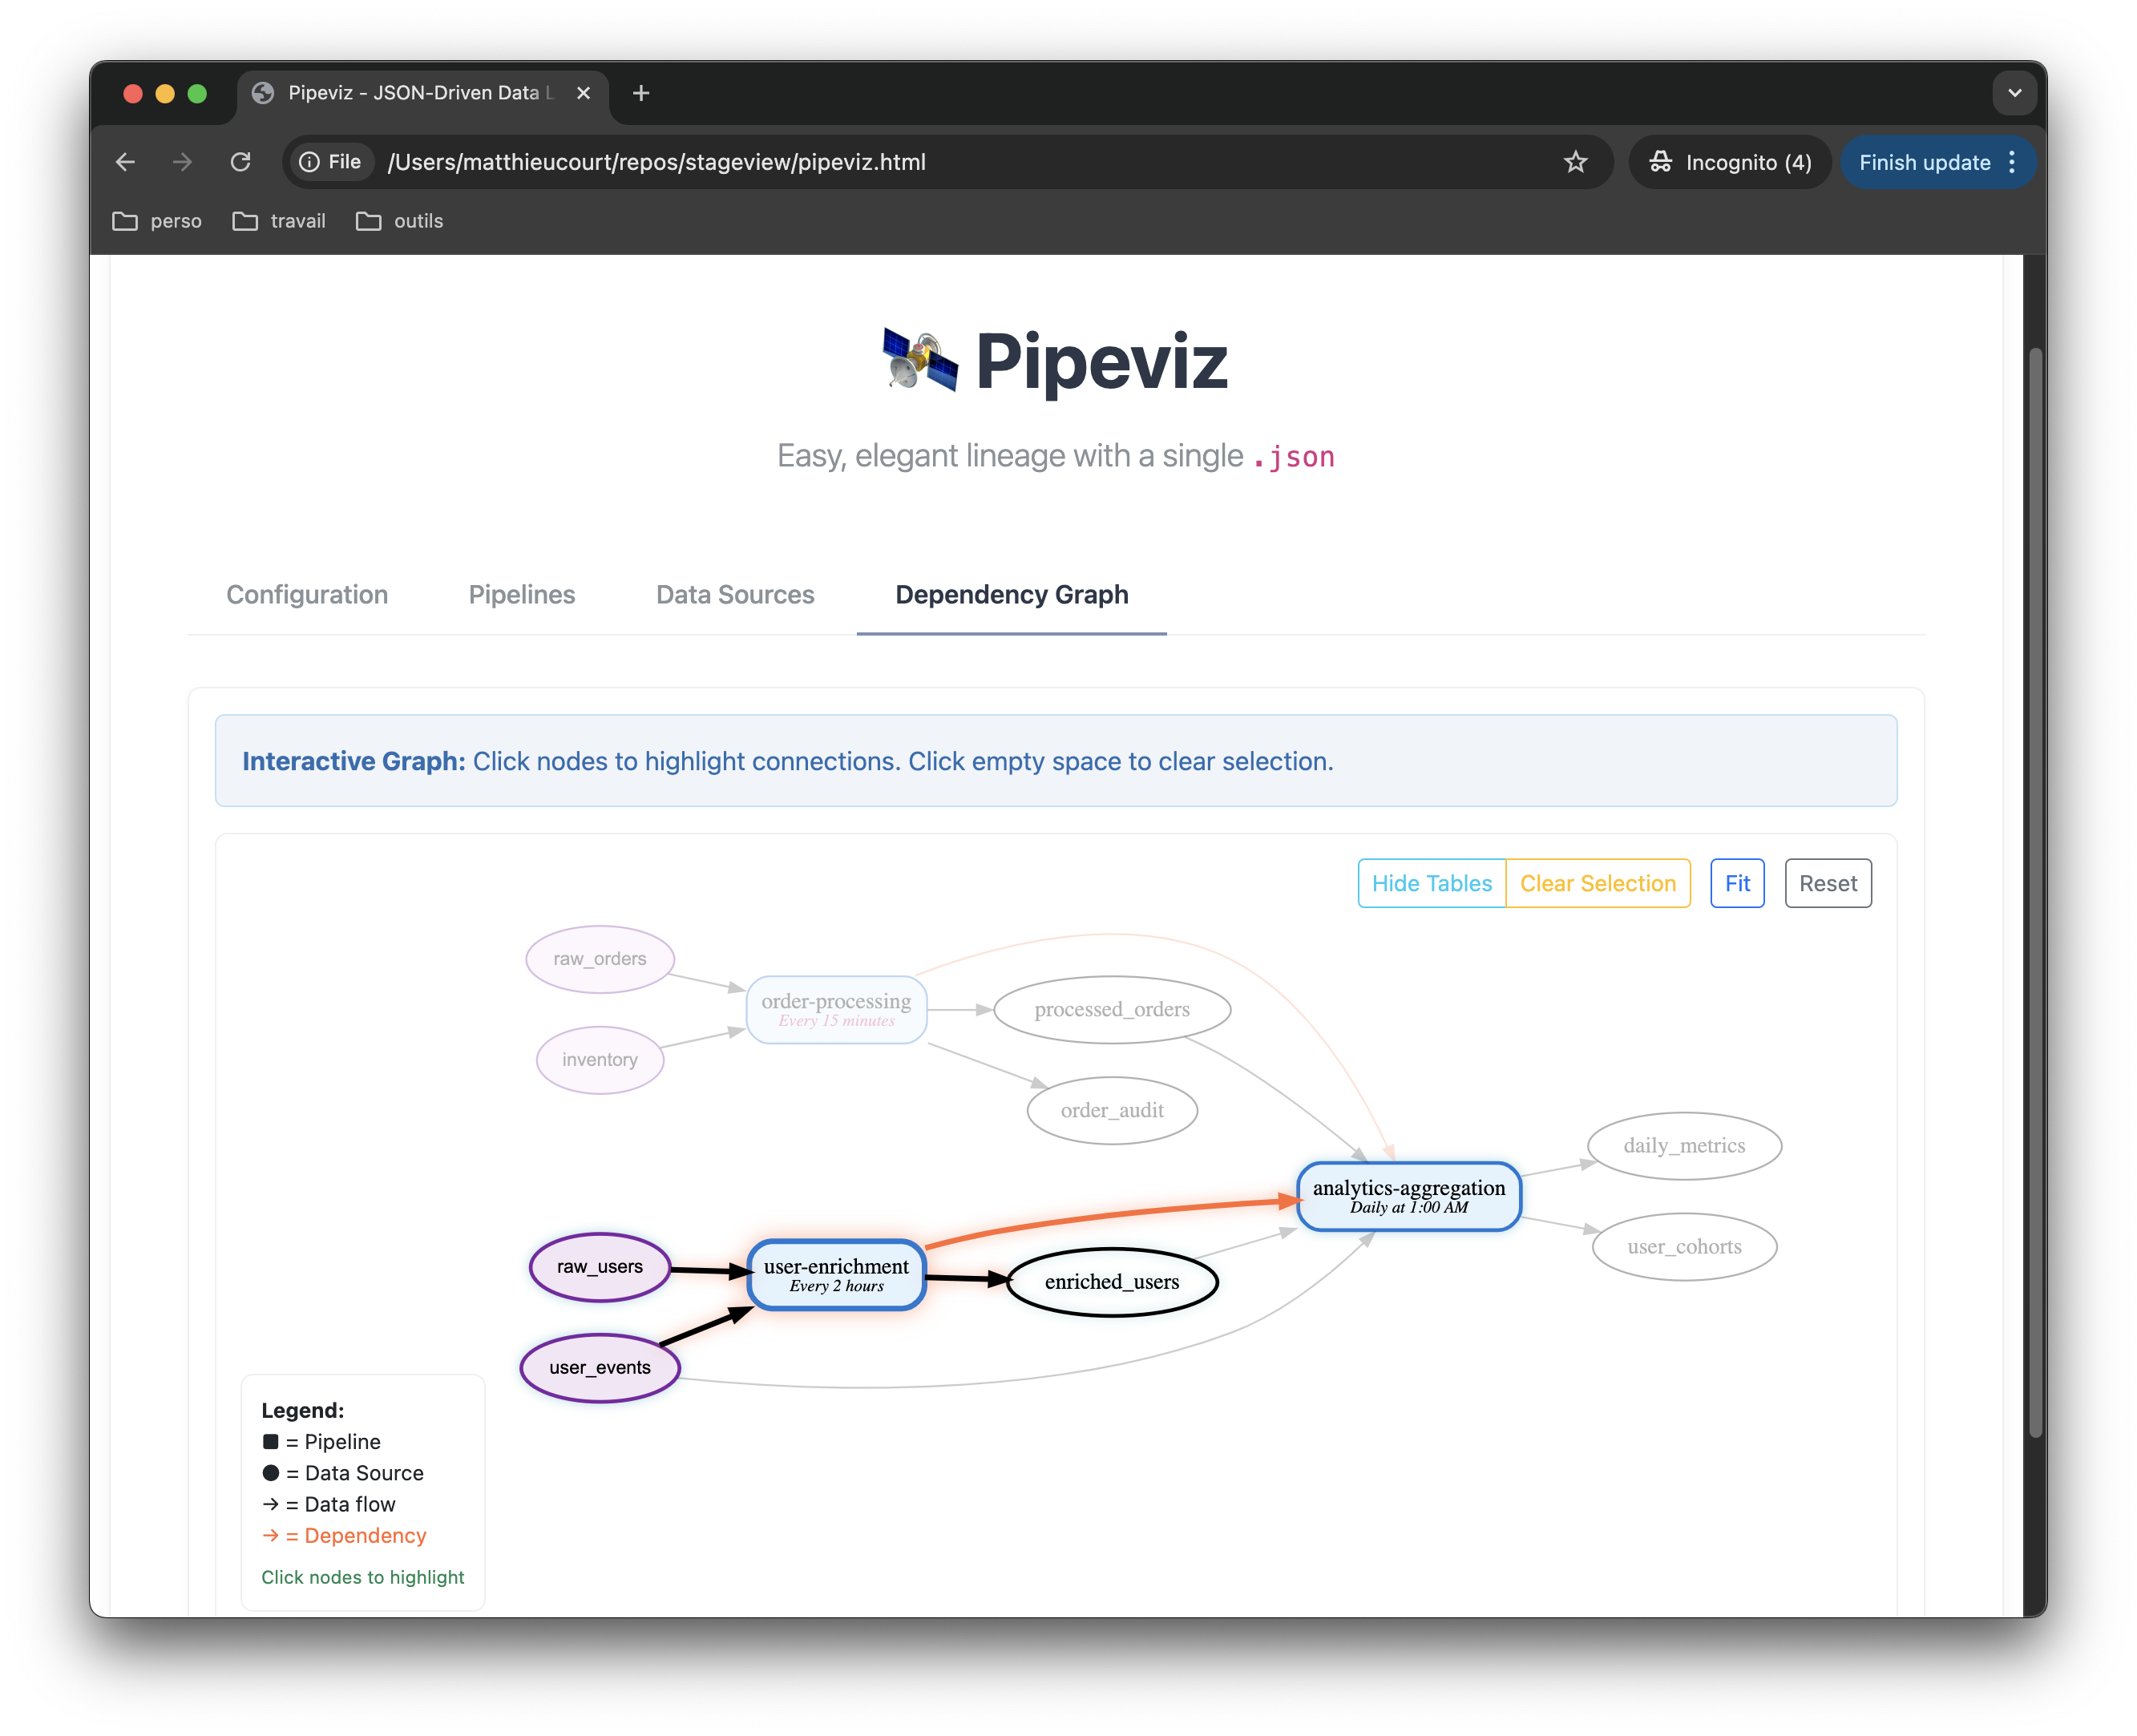 Pipeviz - JSON-Driven Data
File
/Users/matthieucourt/repos/stageview/pipeviz.html
Incognito (4)
Finish update
perso
travail
outils
Pipeviz
Easy, elegant lineage with a single .json
Configuration
Pipelines
Data Sources
Dependency Graph
Interactive Graph: Click nodes to highlight connections. Click empty space to clear selection.
Hide Tables
Clear Selection
Fit
Reset
raw_orders
order-processing
Every 15 minutes
processed_orders
inventory
order_audit
daily_metrics
analytics-aggregation
Daily at 1:00 AM
user_cohorts
raw_users
user-enrichment
Every 2 hours
enriched_users
user_events
Legend:
■ = Pipeline
● = Data Source
→ = Data flow
→ = Dependency
Click nodes to highlight